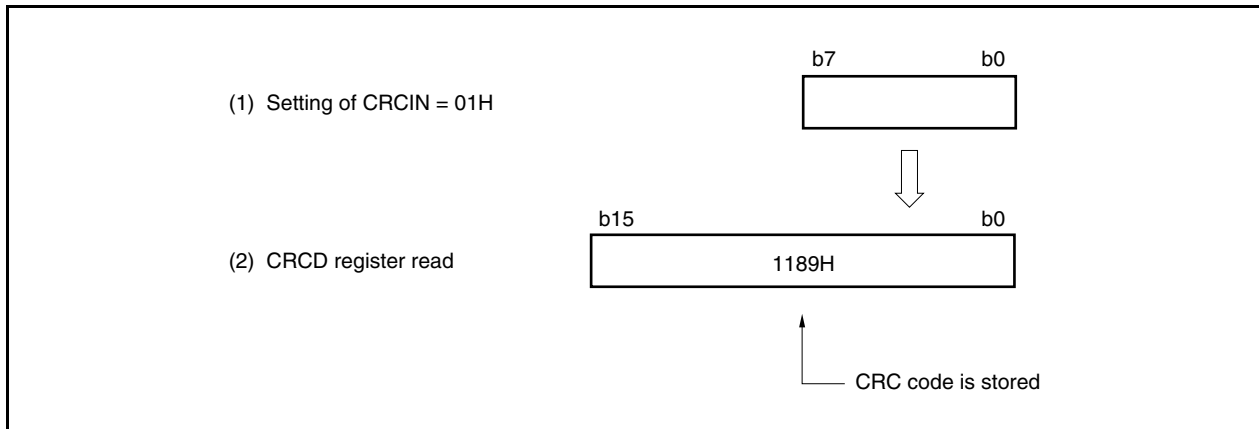 b7 b0
(1) Setting of CRCIN = 01H
b15 b0
(2) CRCD register read 1189H
CRC code is stored